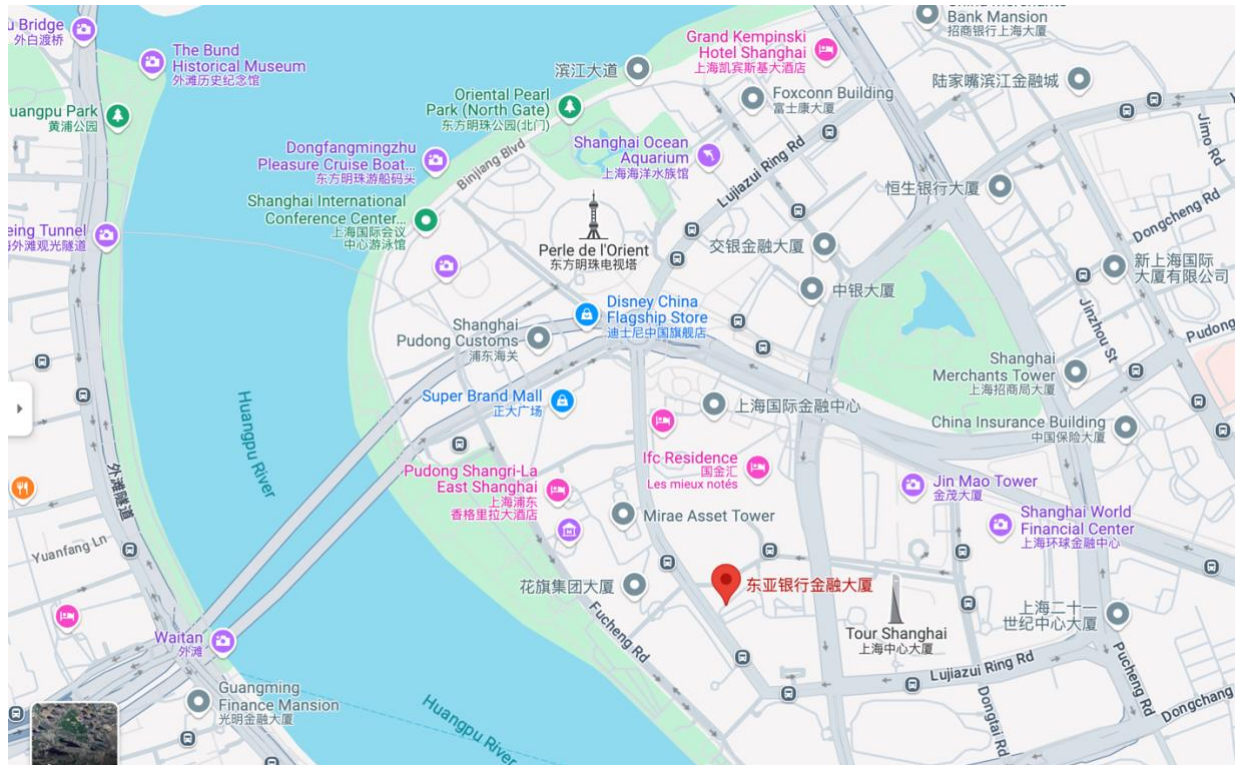 Bridge
外白渡桥
The Bund
Historical Museum
外滩历史纪念馆
Park
黄浦公园
滨江大道
Grand Kempinski
Hotel Shanghai
上海凯宾斯基大酒店
Bank Mansion
招商银行上海大厦
陆家嘴滨江金融城
Foxconn Building
富士康大厦
Oriental Pearl
Park (North Gate)
东方明珠公园(北门)
Dongfangmingzhu
Pleasure Cruise Boat...
东方明珠游船码头
Binjiang Blvd
Shanghai Ocean
Aquarium
上海海洋水族馆
Lujiazui Ring Rd
Jimo Rd
恒生银行大厦
Dongcheng Rd
Shanghai International
Conference Center...
上海国际会议
中心游泳馆
Tunnel
外滩观光隧道
Perle de l'Orient
东方明珠电视塔
交银金融大厦
中银大厦
新上海国际
大厦有限公司
Jinzhou St
Pudong
Disney China
Flagship Store
迪士尼中国旗舰店
Shanghai
Pudong Customs
浦东海关
Shanghai
Merchants Tower
上海招商局大厦
Super Brand Mall
正大广场
上海国际金融中心
China Insurance Building
中国保险大厦
Huangpu River
外滩隧道
Ifc Residence
国金汇
Les mieux notés
Pudong Shangri-La
East Shanghai
上海浦东
香格里拉大酒店
Jin Mao Tower
金茂大厦
Mirae Asset Tower
Shanghai World
Financial Center
上海环球金融中心
Yuanfang Ln
花旗集团大厦
东亚银行金融大厦
Fucheng Rd
Tour Shanghai
上海中心大厦
上海二十一
世纪中心大厦
Waitan
外滩
Lujiazui Ring Rd
Pucheng Rd
Guangming
Finance Mansion
光明金融大厦
Huangpu River
Dongtai Rd
Dongchang